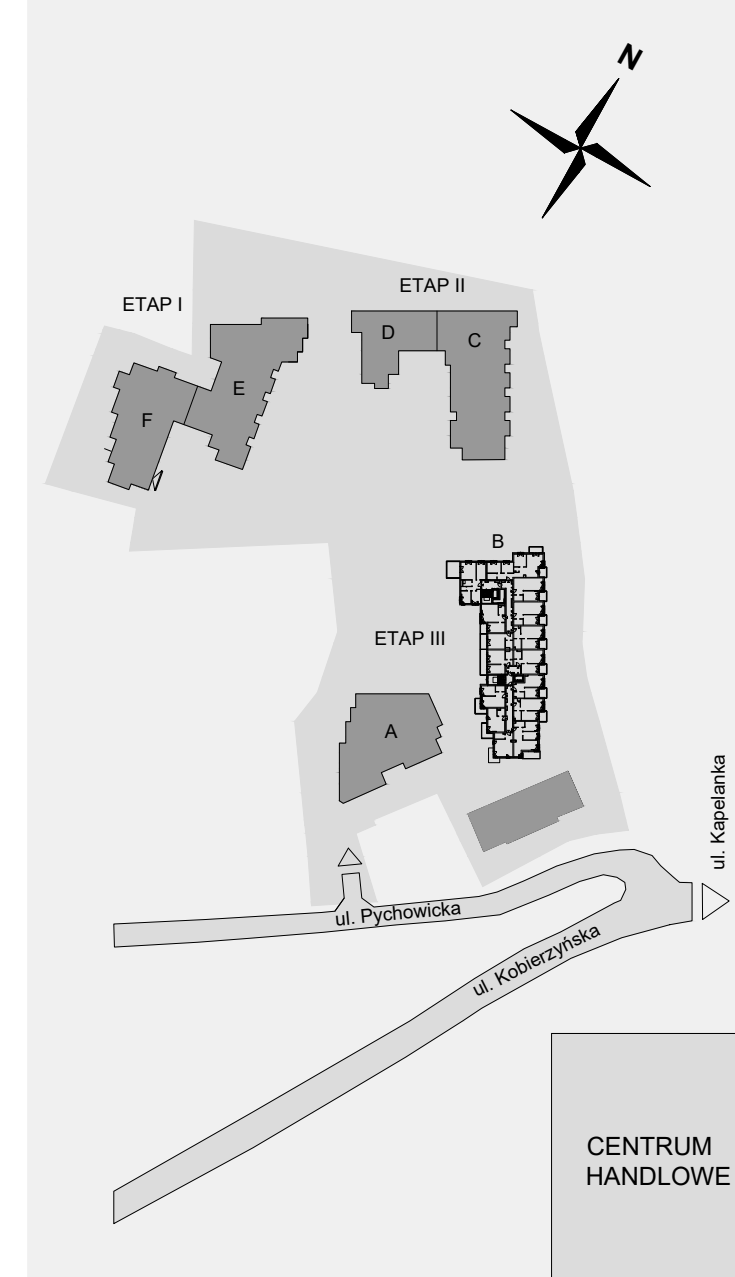 N
ETAP II
ETAP I
D
C
E
F
B
ETAP III
A
ul. Kapelanka
ul. Pychowicka
ul. Kobierzyńska
CENTRUM
HANDLOWE